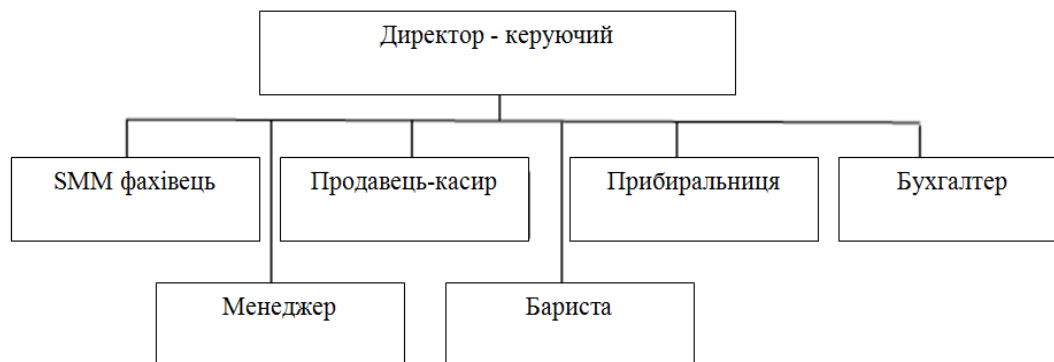 Директор - керуючий
SMM фахівець
Продавець-касир
Прибиральниця
Бухгалтер
Менеджер
Бариста